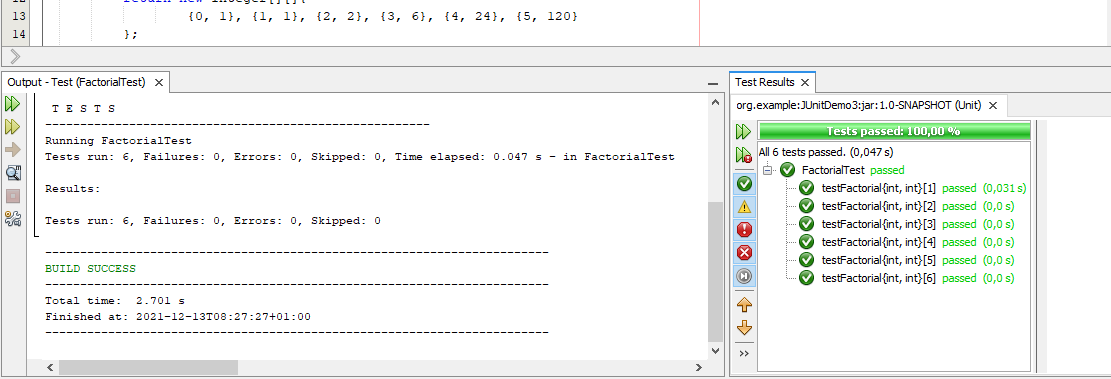 12 return new Integer[][]{
13 {0, 1}, {1, 1}, {2, 2}, {3, 6}, {4, 24}, {5, 120}
14 };
Output - Test (FactorialTest)
T E S T S
-------------------------------------------------------
Running FactorialTest
Tests run: 6, Failures: 0, Errors: 0, Skipped: 0, Time elapsed: 0.047 s - in FactorialTest
Results:
Tests run: 6, Failures: 0, Errors: 0, Skipped: 0
------------------------------------------------------------------------
BUILD SUCCESS
------------------------------------------------------------------------
Total time:  2.701 s
Finished at: 2021-12-13T08:27:27+01:00
------------------------------------------------------------------------
Test Results
org.example:JUnitDemo3:jar:1.0-SNAPSHOT (Unit)
Tests passed: 100,00 %
All 6 tests passed. (0,047 s)
FactorialTest passed
testFactorial{int, int}[1] passed (0,031 s)
testFactorial{int, int}[2] passed (0,0 s)
testFactorial{int, int}[3] passed (0,0 s)
testFactorial{int, int}[4] passed (0,0 s)
testFactorial{int, int}[5] passed (0,0 s)
testFactorial{int, int}[6] passed (0,0 s)